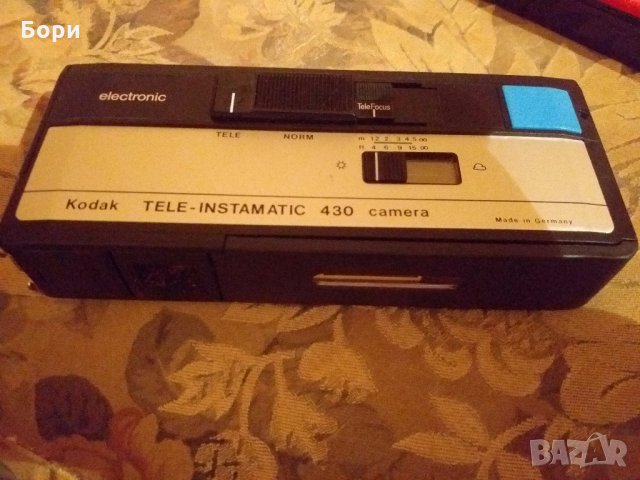 Бори
electronic
TeleFocus
TELE NORM
m 1,2 2 3 4,5 ∞
ft 4 6 9 15 ∞
Kodak TELE-INSTAMATIC 430 camera
Made in Germany
BAZAR